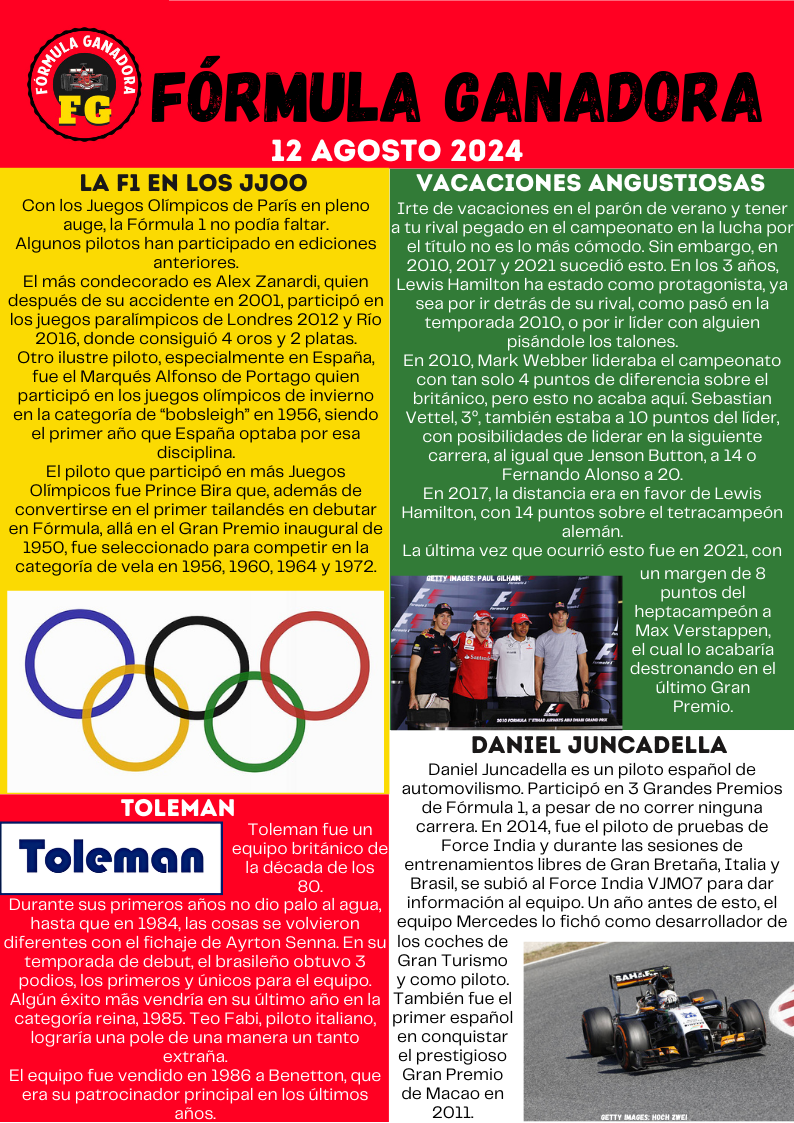 FÓRMULA GANADORA
FG
FÓRMULA GANADORA
12 AGOSTO 2024
LA F1 EN LOS JJOO
Con los Juegos Olímpicos de París en pleno
auge, la Fórmula 1 no podía faltar.
Algunos pilotos han participado en ediciones
anteriores.
El más condecorado es Alex Zanardi, quien
después de su accidente en 2001, participó en
los juegos paralímpicos de Londres 2012 y Río
2016, donde consiguió 4 oros y 2 platas.
Otro ilustre piloto, especialmente en España,
fue el Marqués Alfonso de Portago quien
participó en los juegos olímpicos de invierno
en la categoría de “bobsleigh” en 1956, siendo
el primer año que España optaba por esa
disciplina.
El piloto que participó en más Juegos
Olímpicos fue Prince Bira que, además de
convertirse en el primer tailandés en debutar
en Fórmula, allá en el Gran Premio inaugural de
1950, fue seleccionado para competir en la
categoría de vela en 1956, 1960, 1964 y 1972.
TOLEMAN
Toleman
Toleman fue un
equipo británico de
la década de los
80.
Durante sus primeros años no dio palo al agua,
hasta que en 1984, las cosas se volvieron
diferentes con el fichaje de Ayrton Senna. En su
temporada de debut, el brasileño obtuvo 3
podios, los primeros y únicos para el equipo.
Algún éxito más vendría en su último año en la
categoría reina, 1985. Teo Fabi, piloto italiano,
lograría una pole de una manera un tanto
extraña.
El equipo fue vendido en 1986 a Benetton, que
era su patrocinador principal en los últimos
años.
VACACIONES ANGUSTIOSAS
Irte de vacaciones en el parón de verano y tener
a tu rival pegado en el campeonato en la lucha por
el título no es lo más cómodo. Sin embargo, en
2010, 2017 y 2021 sucedió esto. En los 3 años,
Lewis Hamilton ha estado como protagonista, ya
sea por ir detrás de su rival, como pasó en la
temporada 2010, o por ir líder con alguien
pisándole los talones.
En 2010, Mark Webber lideraba el campeonato
con tan solo 4 puntos de diferencia sobre el
británico, pero esto no acaba aquí. Sebastian
Vettel, 3º, también estaba a 10 puntos del líder,
con posibilidades de liderar en la siguiente
carrera, al igual que Jenson Button, a 14 o
Fernando Alonso a 20.
En 2017, la distancia era en favor de Lewis
Hamilton, con 14 puntos sobre el tetracampeón
alemán.
La última vez que ocurrió esto fue en 2021, con
un margen de 8
puntos del
heptacampeón a
Max Verstappen,
el cual lo acabaría
destronando en el
último Gran
Premio.
GETTY IMAGES: PAUL GILHAM
2010 FORMULA 1 ETIHAD AIRWAYS ABU DHABI GRAND PRIX
DANIEL JUNCADELLA
Daniel Juncadella es un piloto español de
automovilismo. Participó en 3 Grandes Premios
de Fórmula 1, a pesar de no correr ninguna
carrera. En 2014, fue el piloto de pruebas de
Force India y durante las sesiones de
entrenamientos libres de Gran Bretaña, Italia y
Brasil, se subió al Force India VJM07 para dar
información al equipo. Un año antes de esto, el
equipo Mercedes lo fichó como desarrollador de
los coches de
Gran Turismo
y como piloto.
También fue el
primer español
en conquistar
el prestigioso
Gran Premio
de Macao en
2011.
SAHARA
GETTY IMAGES: HOCH ZWEI